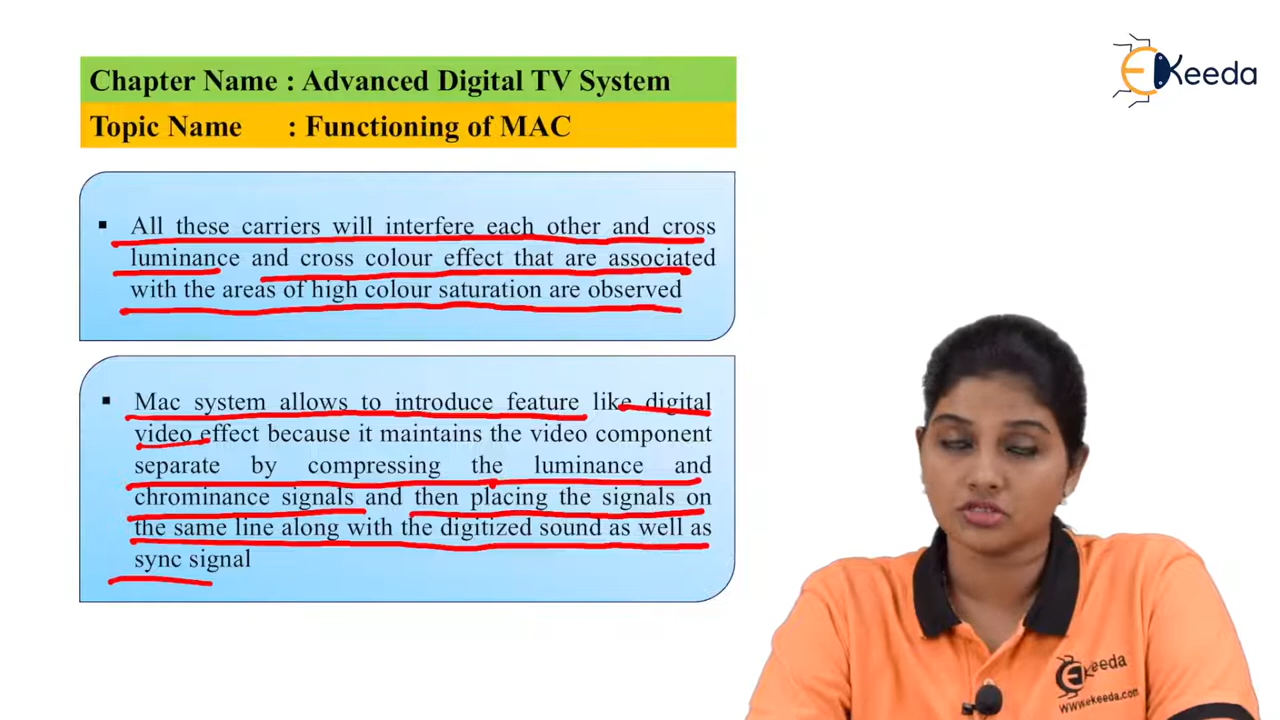 Chapter Name : Advanced Digital TV System
Topic Name : Functioning of MAC
EKeeda
▪ All these carriers will interfere each other and cross
luminance and cross colour effect that are associated
with the areas of high colour saturation are observed
▪ Mac system allows to introduce feature like digital
video effect because it maintains the video component
separate by compressing the luminance and
chrominance signals and then placing the signals on
the same line along with the digitized sound as well as
sync signal
EKeeda
www.ekeeda.com